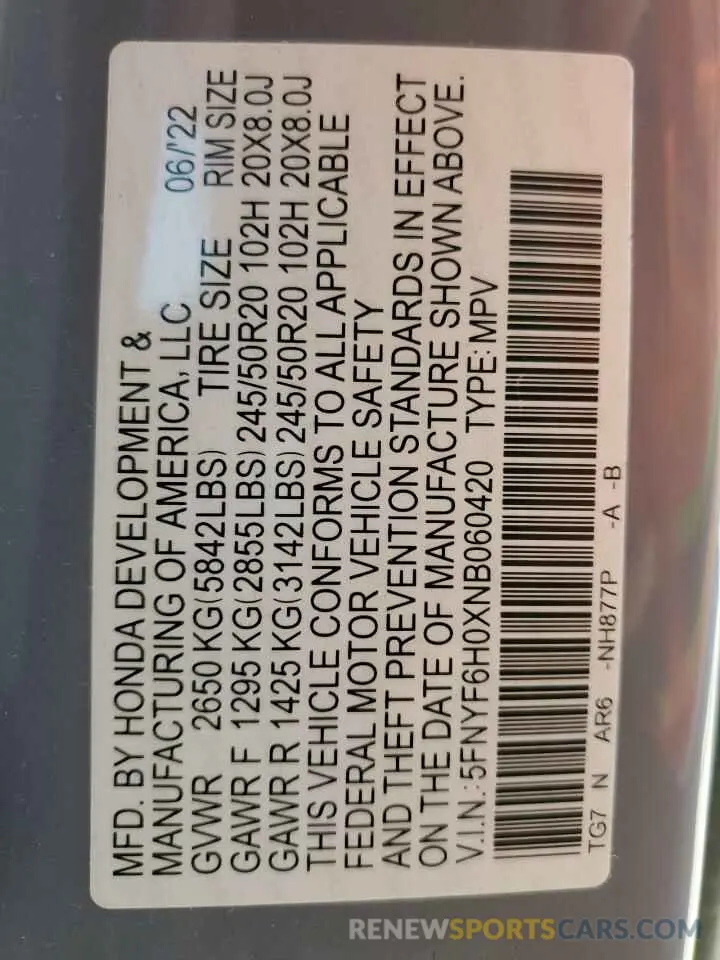 MFD. BY HONDA DEVELOPMENT &
MANUFACTURING OF AMERICA, LLC 06/'22
GVWR 2650 KG(5842LBS) TIRE SIZE RIM SIZE
GAWR F 1295 KG(2855LBS) 245/50R20 102H 20X8.0J
GAWR R 1425 KG(3142LBS) 245/50R20 102H 20X8.0J
THIS VEHICLE CONFORMS TO ALL APPLICABLE
FEDERAL MOTOR VEHICLE SAFETY
AND THEFT PREVENTION STANDARDS IN EFFECT
ON THE DATE OF MANUFACTURE SHOWN ABOVE.
V.I.N.: 5FNYF6H0XNB060420 TYPE: MPV
TG7 N AR6 -NH877P -A -B
RENEWSPORTSCARS.COM